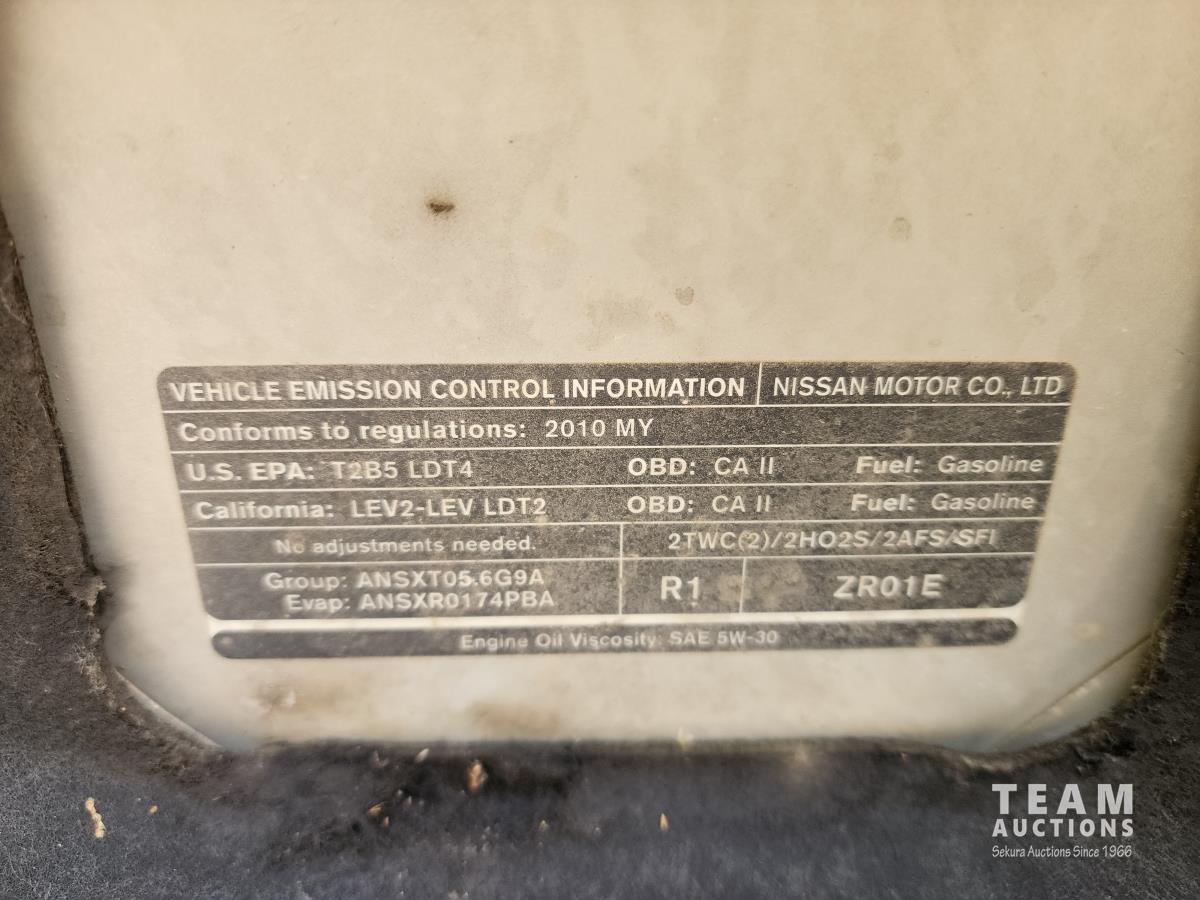 VEHICLE EMISSION CONTROL INFORMATION NISSAN MOTOR CO., LTD
Conforms to regulations: 2010 MY
U.S. EPA: T2B5 LDT4 OBD: CA II Fuel: Gasoline
California: LEV2-LEV LDT2 OBD: CA II Fuel: Gasoline
No adjustments needed. 2TWC(2)/2HO2S/2AFS/SFI
Group: ANSXT05.6G9A
Evap: ANSXR0174PBA
R1 ZR01E
Engine Oil Viscosity: SAE 5W-30
TEAM
AUCTIONS
Sekura Auctions Since 1966